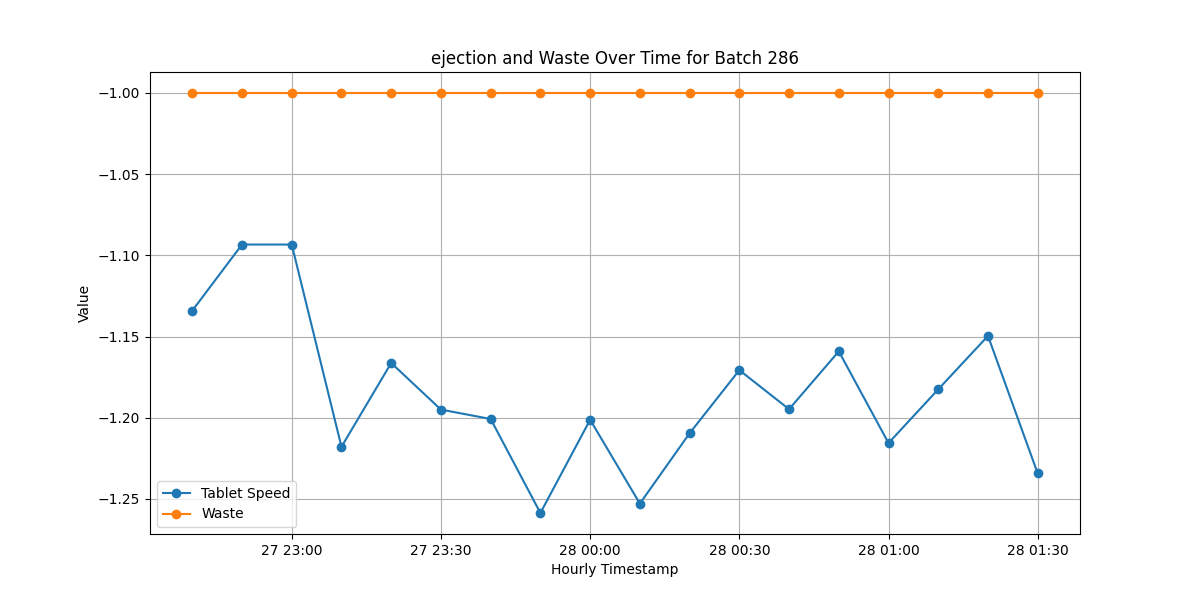 ejection and Waste Over Time for Batch 286
−1.00
−1.05
−1.10
−1.15
−1.20
−1.25
Value
Tablet Speed
Waste
27 23:00 27 23:30 28 00:00 28 00:30 28 01:00 28 01:30
Hourly Timestamp